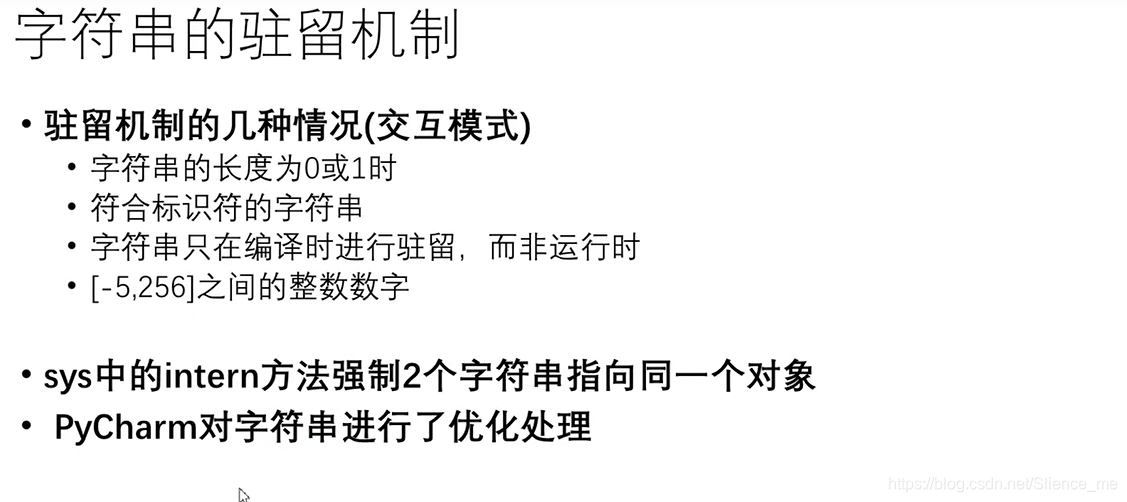 字符串的驻留机制
• 驻留机制的几种情况(交互模式)
• 字符串的长度为0或1时
• 符合标识符的字符串
• 字符串只在编译时进行驻留，而非运行时
• [-5,256]之间的整数数字
• sys中的intern方法强制2个字符串指向同一个对象
• PyCharm对字符串进行了优化处理
https://blog.csdn.net/Slience_me